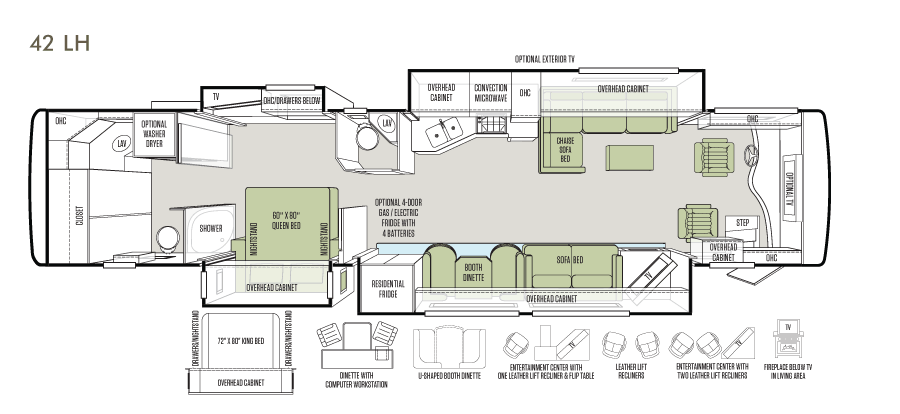 42 LH
OPTIONAL EXTERIOR TV
TV
OHC/DRAWERS BELOW
OVERHEAD
CABINET
CONVECTION
MICROWAVE
OHC
OVERHEAD CABINET
OHC
LAV
OPTIONAL
WASHER
DRYER
LAV
CHAISE
SOFA
BED
OHC
CLOSET
SHOWER
60" X 80"
QUEEN BED
NIGHTSTAND
NIGHTSTAND
OPTIONAL 4-DOOR
GAS / ELECTRIC
FRIDGE WITH
4 BATTERIES
OPTIONAL TV
STEP
OVERHEAD
CABINET
OHC
OVERHEAD CABINET
RESIDENTIAL
FRIDGE
BOOTH
DINETTE
SOFA BED
TV
OVERHEAD CABINET
DRAWERS/NIGHTSTAND
72" X 80" KING BED
DRAWERS/NIGHTSTAND
OVERHEAD CABINET
DINETTE WITH
COMPUTER WORKSTATION
U-SHAPED BOOTH DINETTE
TV
ENTERTAINMENT CENTER WITH
ONE LEATHER LIFT RECLINER & FLIP TABLE
LEATHER LIFT
RECLINERS
TV
ENTERTAINMENT CENTER WITH
TWO LEATHER LIFT RECLINERS
TV
FIREPLACE BELOW TV
IN LIVING AREA